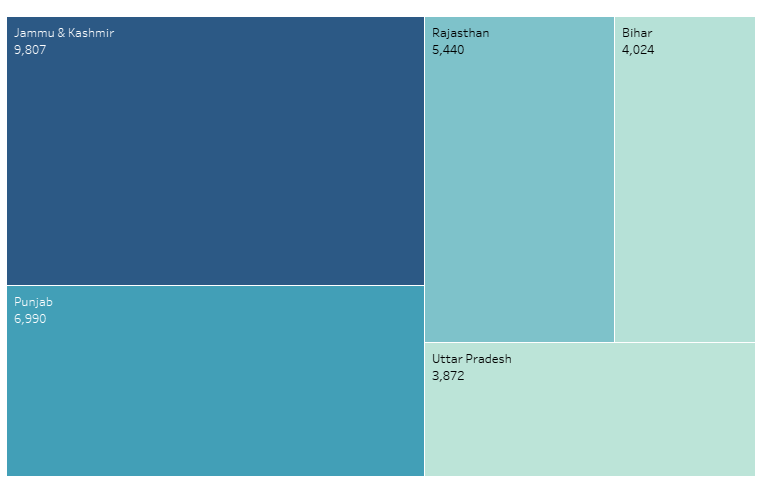 Jammu & Kashmir
9,807
Rajasthan
5,440
Bihar
4,024
Punjab
6,990
Uttar Pradesh
3,872